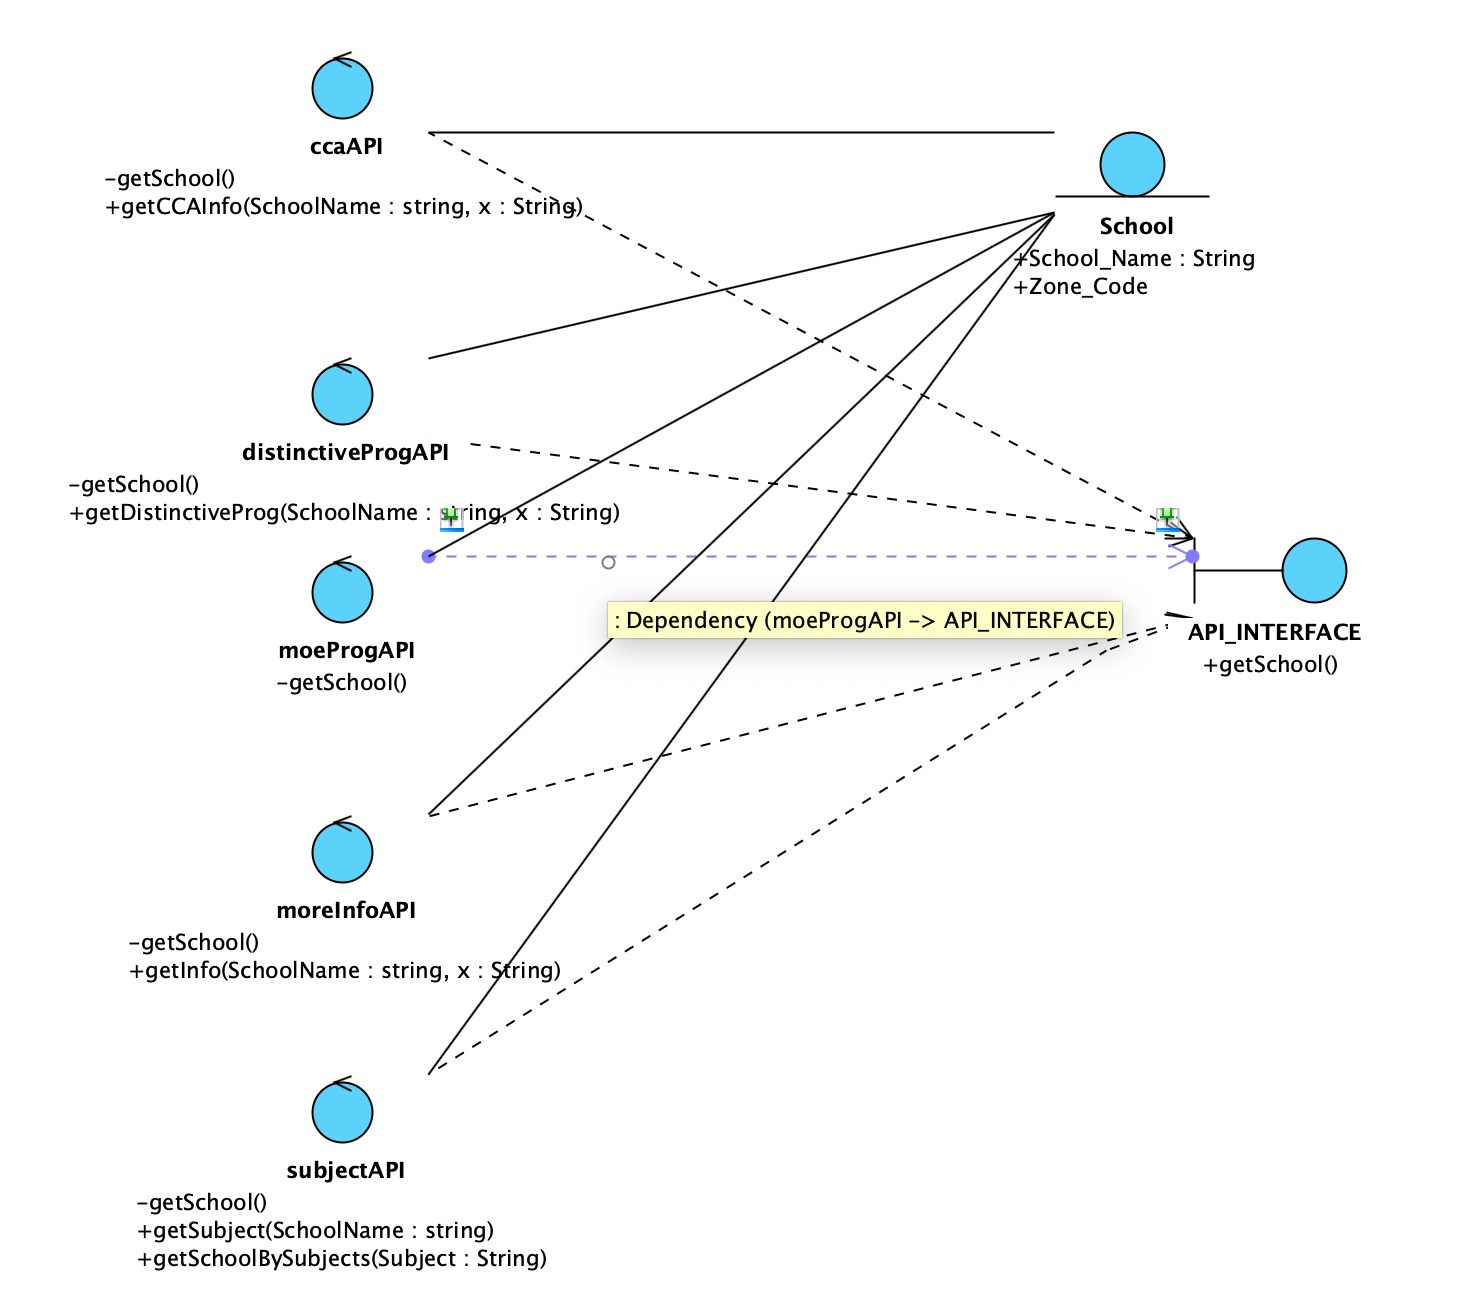 ccaAPI
-getSchool()
+getCCAInfo(SchoolName : string, x : String)
School
+School_Name : String
+Zone_Code
distinctiveProgAPI
-getSchool()
+getDistinctiveProg(SchoolName : string, x : String)
moeProgAPI
-getSchool()
: Dependency (moeProgAPI -> API_INTERFACE)
API_INTERFACE
+getSchool()
moreInfoAPI
-getSchool()
+getInfo(SchoolName : string, x : String)
subjectAPI
-getSchool()
+getSubject(SchoolName : string)
+getSchoolBySubjects(Subject : String)